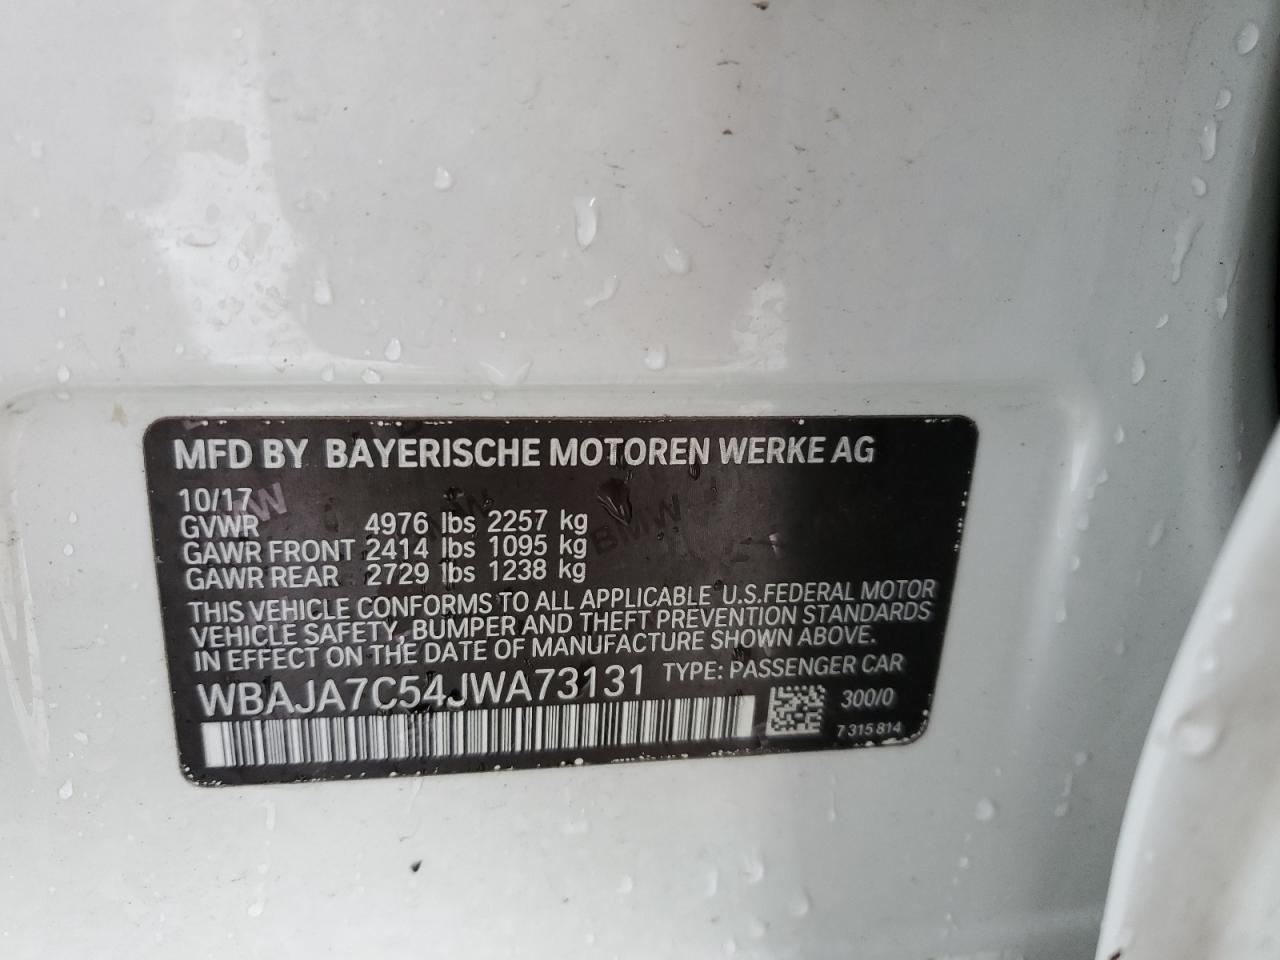 MFD BY BAYERISCHE MOTOREN WERKE AG
10/17
GVWR 4976 lbs 2257 kg
GAWR FRONT 2414 lbs 1095 kg
GAWR REAR 2729 lbs 1238 kg
THIS VEHICLE CONFORMS TO ALL APPLICABLE U.S.FEDERAL MOTOR
VEHICLE SAFETY, BUMPER AND THEFT PREVENTION STANDARDS
IN EFFECT ON THE DATE OF MANUFACTURE SHOWN ABOVE.
WBAJA7C54JWA73131 TYPE: PASSENGER CAR
300/0
7 315 814
BMW